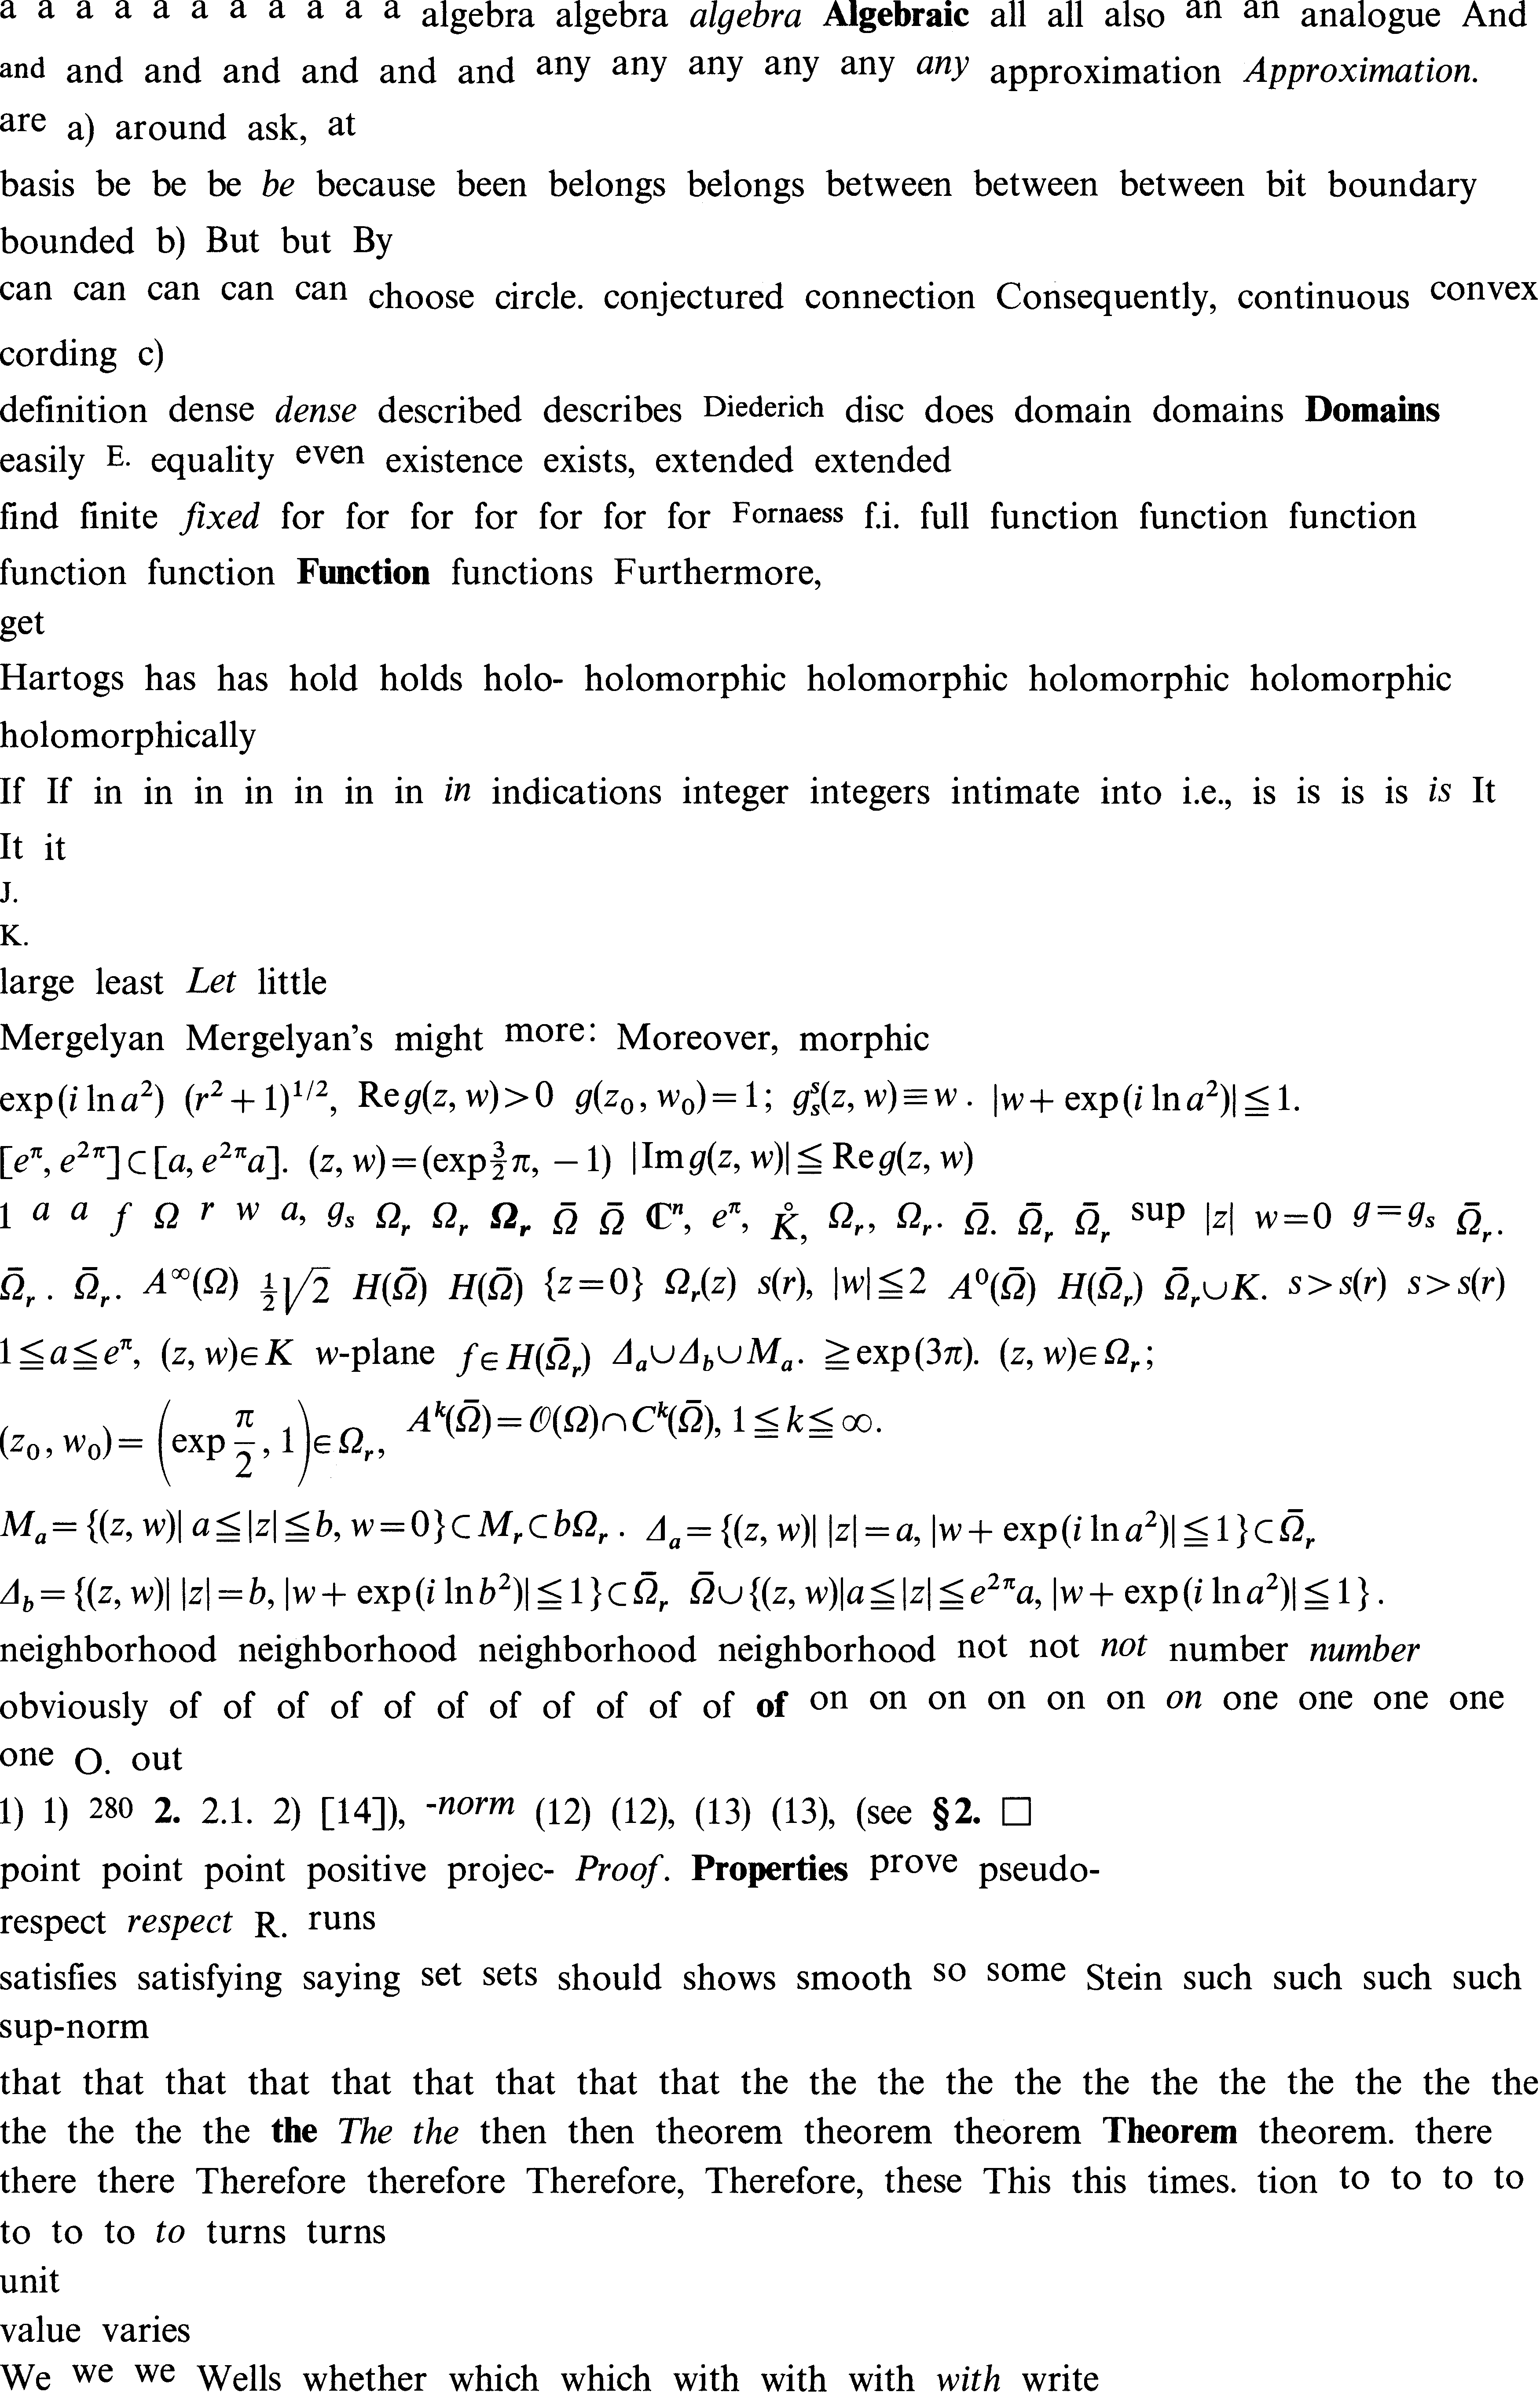 a a a a a a a a a a a algebra algebra algebra Algebraic all all also an an analogue And
and and and and and and and any any any any any any approximation Approximation.
are a) around ask, at
basis be be be be because been belongs belongs between between between bit boundary
bounded b) But but By
can can can can can choose circle. conjectured connection Consequently, continuous convex
cording c)
definition dense dense described describes Diederich disc does domain domains Domains
easily E. equality even existence exists, extended extended
find finite fixed for for for for for for for Fornaess f.i. full function function function
function function Function functions Furthermore,
get
Hartogs has has hold holds holo- holomorphic holomorphic holomorphic holomorphic
holomorphically
If If in in in in in in in in indications integer integers intimate into i.e., is is is is is It
It it
J.
K.
large least Let little
Mergelyan Mergelyan's might more: Moreover, morphic
exp(i ln a²) (r²+1)^{1/2}, Re g(z, w)>0 g(z₀, w₀)=1; g_s^s(z, w)≡w. |w+ exp(i ln a²)|≦1.
[e^π, e^{2π}]⊂[a, e^{2π}a]. (z, w)=(exp 3/2 π, −1) |Im g(z, w)|≦Re g(z, w)
1 a a f Ω r w a, g_s Ω_r Ω_r Ω_r Ω̄ Ω̄ ℂⁿ, e^π, K̊, Ω_r, Ω_r. Ω̄. Ω̄_r Ω̄_r sup |z| w=0 g=g_s Ω̄_r.
Ω̄_r. Ω̄_r. A^∞(Ω) ½√2 H(Ω̄) H(Ω̄) {z=0} Ω_r(z) s(r), |w|≦2 A⁰(Ω̄) H(Ω̄_r) Ω̄_r∪K. s>s(r) s>s(r)
1≦a≦e^π, (z, w)∈K w-plane f∈H(Ω̄_r) Δ_a∪Δ_b∪M_a. ≧exp(3π). (z, w)∈Ω_r;
(z₀, w₀)= (exp π/2, 1)∈Ω_r, A^k(Ω̄)=𝒪(Ω)∩C^k(Ω̄), 1≦k≦∞.
M_a={(z, w)| a≦|z|≦b, w=0}⊂M_r⊂bΩ_r. Δ_a={(z, w)| |z|=a, |w+ exp(i ln a²)|≦1}⊂Ω̄_r
Δ_b={(z, w)| |z|=b, |w+ exp(i ln b²)|≦1}⊂Ω̄_r Ω̄∪{(z, w)|a≦|z|≦e^{2π}a, |w+ exp(i ln a²)|≦1}.
neighborhood neighborhood neighborhood neighborhood not not not number number
obviously of of of of of of of of of of of of on on on on on on on one one one one
one O. out
1) 1) 280 2. 2.1. 2) [14]), -norm (12) (12), (13) (13), (see §2. □
point point point positive projec- Proof. Properties prove pseudo-
respect respect R. runs
satisfies satisfying saying set sets should shows smooth so some Stein such such such such
sup-norm
that that that that that that that that that the the the the the the the the the the the the
the the the the the The the then then theorem theorem theorem Theorem theorem. there
there there Therefore therefore Therefore, Therefore, these This this times. tion to to to to
to to to to turns turns
unit
value varies
We we we Wells whether which which with with with with write